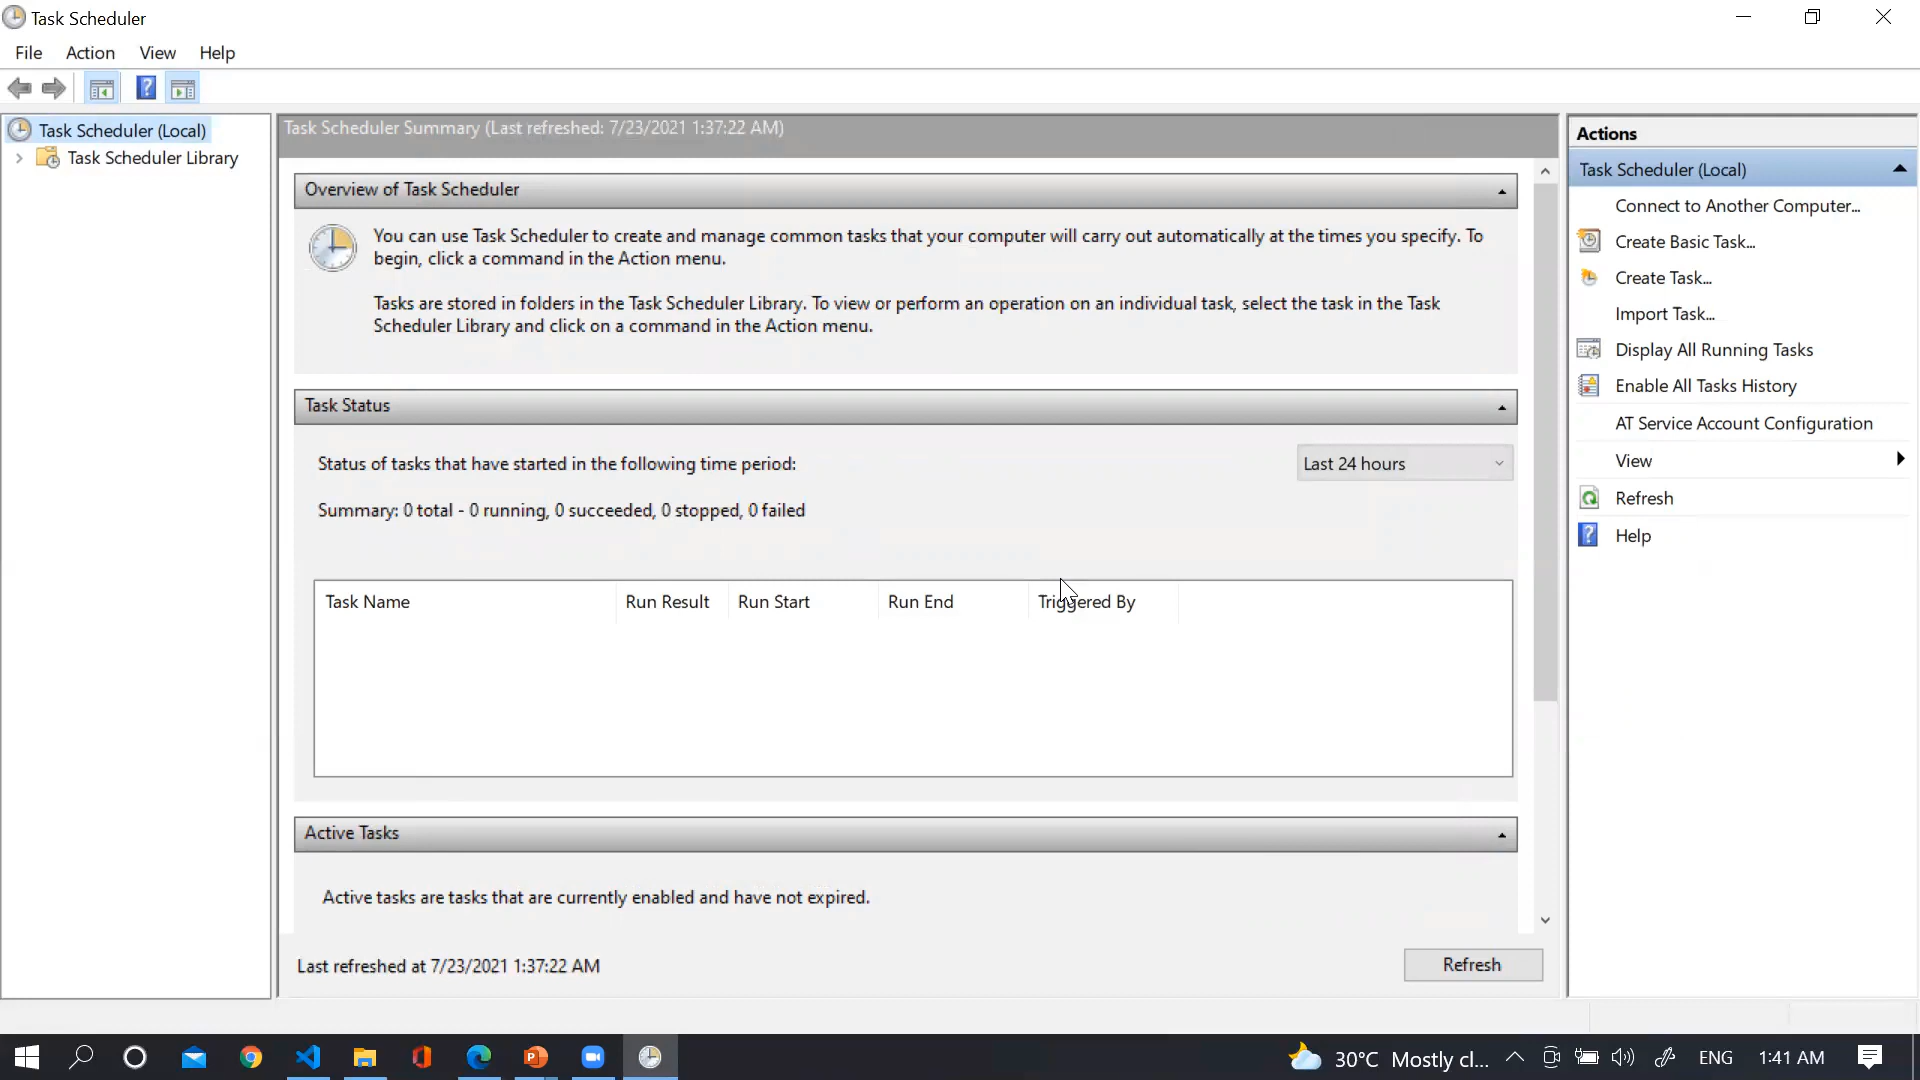 Task Scheduler
File Action View Help
Task Scheduler (Local)
Task Scheduler Library
Task Scheduler Summary (Last refreshed: 7/23/2021 1:37:22 AM)
Overview of Task Scheduler
You can use Task Scheduler to create and manage common tasks that your computer will carry out automatically at the times you specify. To
begin, click a command in the Action menu.
Tasks are stored in folders in the Task Scheduler Library. To view or perform an operation on an individual task, select the task in the Task
Scheduler Library and click on a command in the Action menu.
Task Status
Status of tasks that have started in the following time period:
Last 24 hours
Summary: 0 total - 0 running, 0 succeeded, 0 stopped, 0 failed
Task Name Run Result Run Start Run End Triggered By
Active Tasks
Active tasks are tasks that are currently enabled and have not expired.
Last refreshed at 7/23/2021 1:37:22 AM
Refresh
Actions
Task Scheduler (Local)
Connect to Another Computer...
Create Basic Task...
Create Task...
Import Task...
Display All Running Tasks
Enable All Tasks History
AT Service Account Configuration
View
Refresh
Help
30°C Mostly cl... ENG 1:41 AM